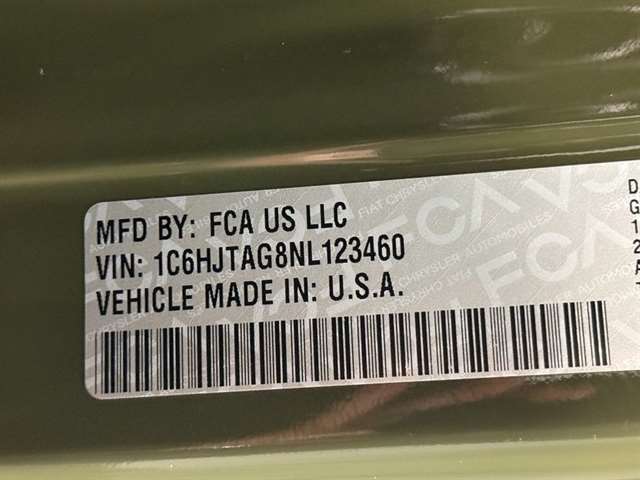 MFD BY: FCA US LLC
VIN: 1C6HJTAG8NL123460
VEHICLE MADE IN: U.S.A.